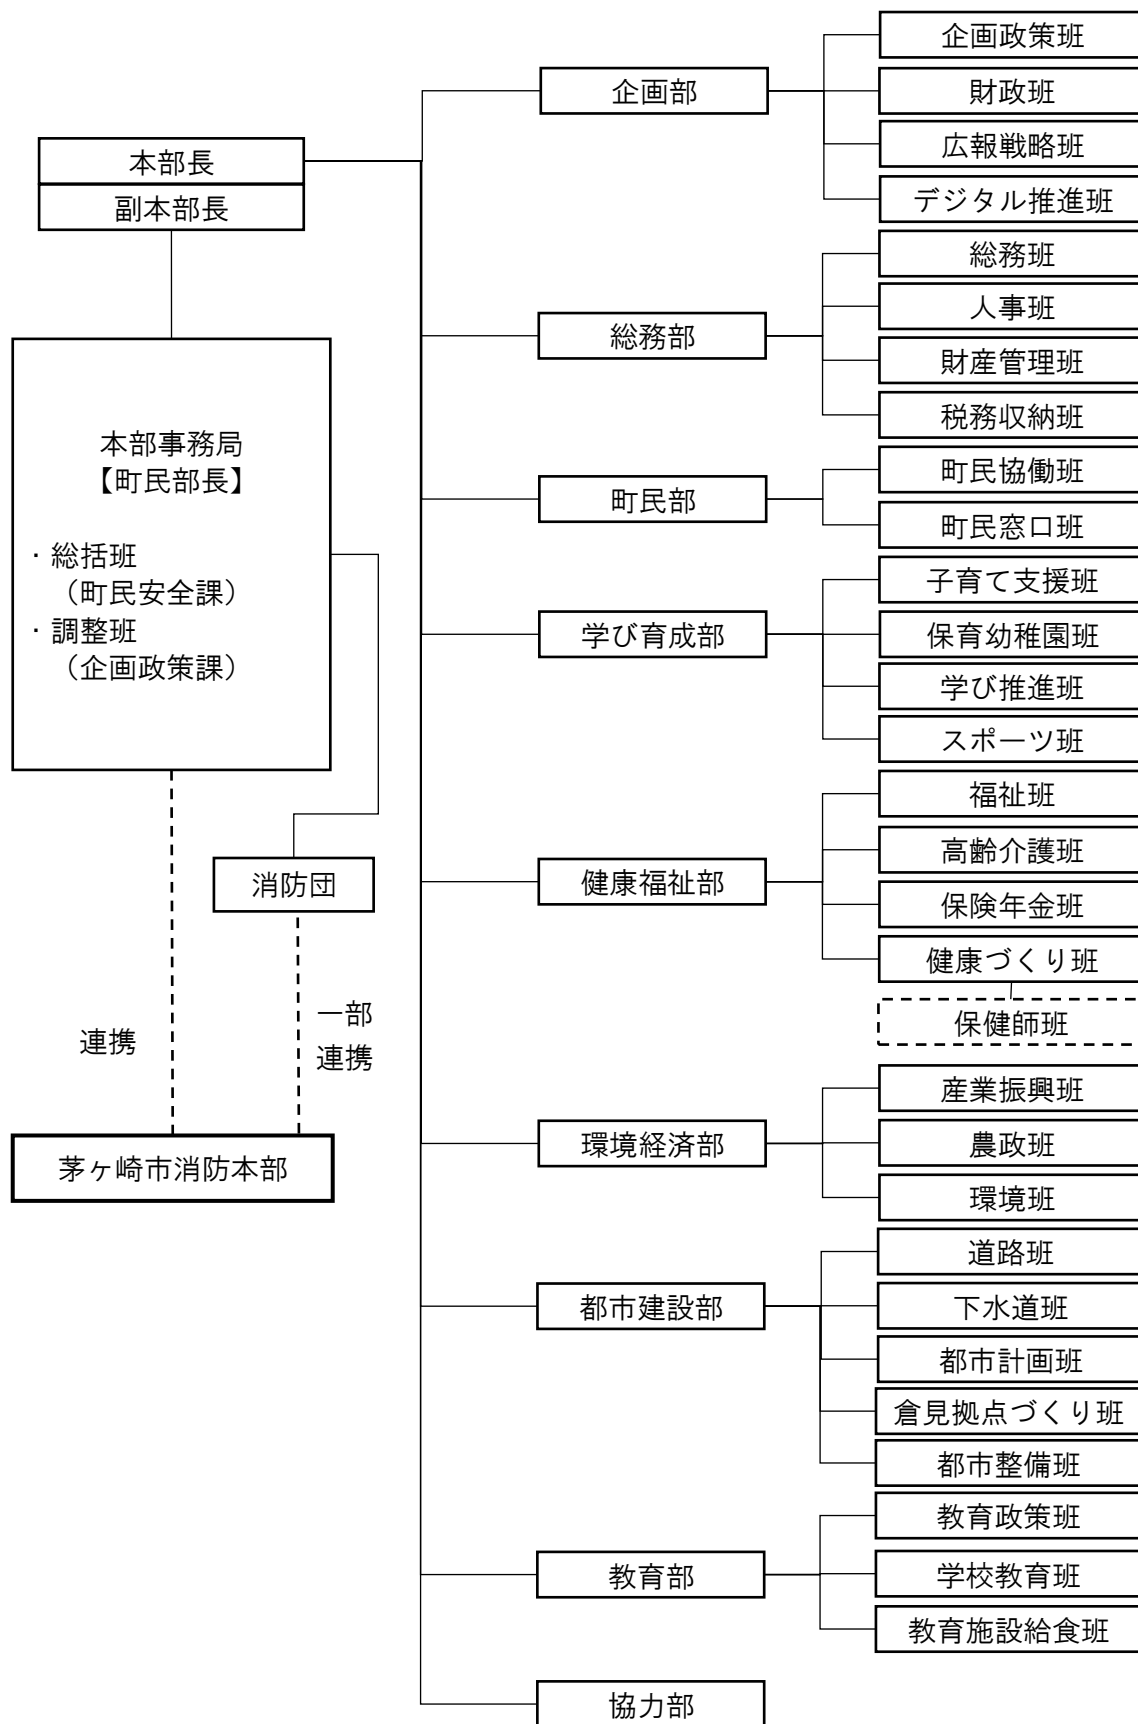 本部長
副本部長
本部事務局
【町民部長】
・総括班
（町民安全課）
・調整班
（企画政策課）
消防団
連携
一部
連携
茅ヶ崎市消防本部
企画部
企画政策班
財政班
広報戦略班
デジタル推進班
総務部
総務班
人事班
財産管理班
税務収納班
町民部
町民協働班
町民窓口班
学び育成部
子育て支援班
保育幼稚園班
学び推進班
スポーツ班
健康福祉部
福祉班
高齢介護班
保険年金班
健康づくり班
保健師班
環境経済部
産業振興班
農政班
環境班
都市建設部
道路班
下水道班
都市計画班
倉見拠点づくり班
都市整備班
教育部
教育政策班
学校教育班
教育施設給食班
協力部